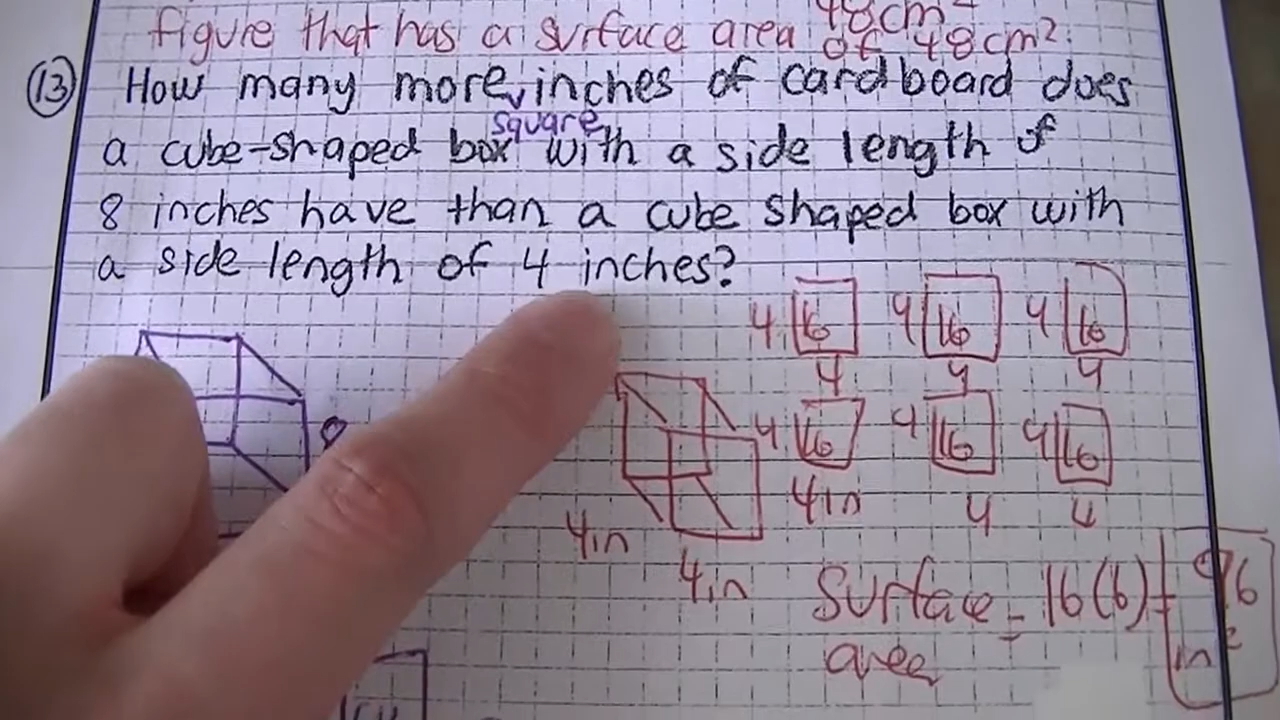 48cm²
figure that has a surface area of 48cm².
13 How many more inches of cardboard does
square
a cube-shaped box with a side length of
8 inches have than a cube shaped box with
a side length of 4 inches?
4 16 4 16 4 16
4 4 4
8 4 16 4 16 4 16
4in 4 4
4in
4in
Surface area = 16(6) = 96 in²